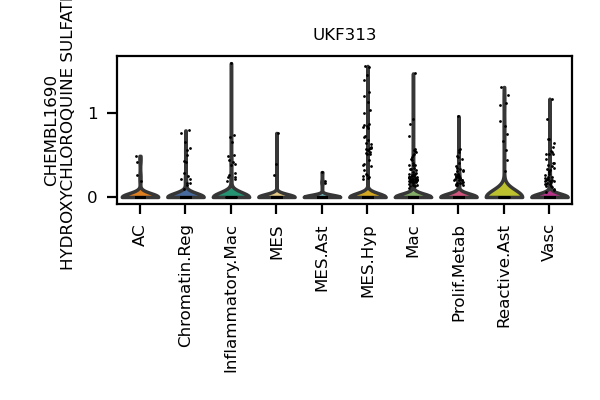 UKF313
CHEMBL1690
HYDROXYCHLOROQUINE
1
0
AC
Chromatin.Reg
Inflammatory.Mac
MES
MES.Ast
MES.Hyp
Mac
Prolif.Metab
Reactive.Ast
Vasc